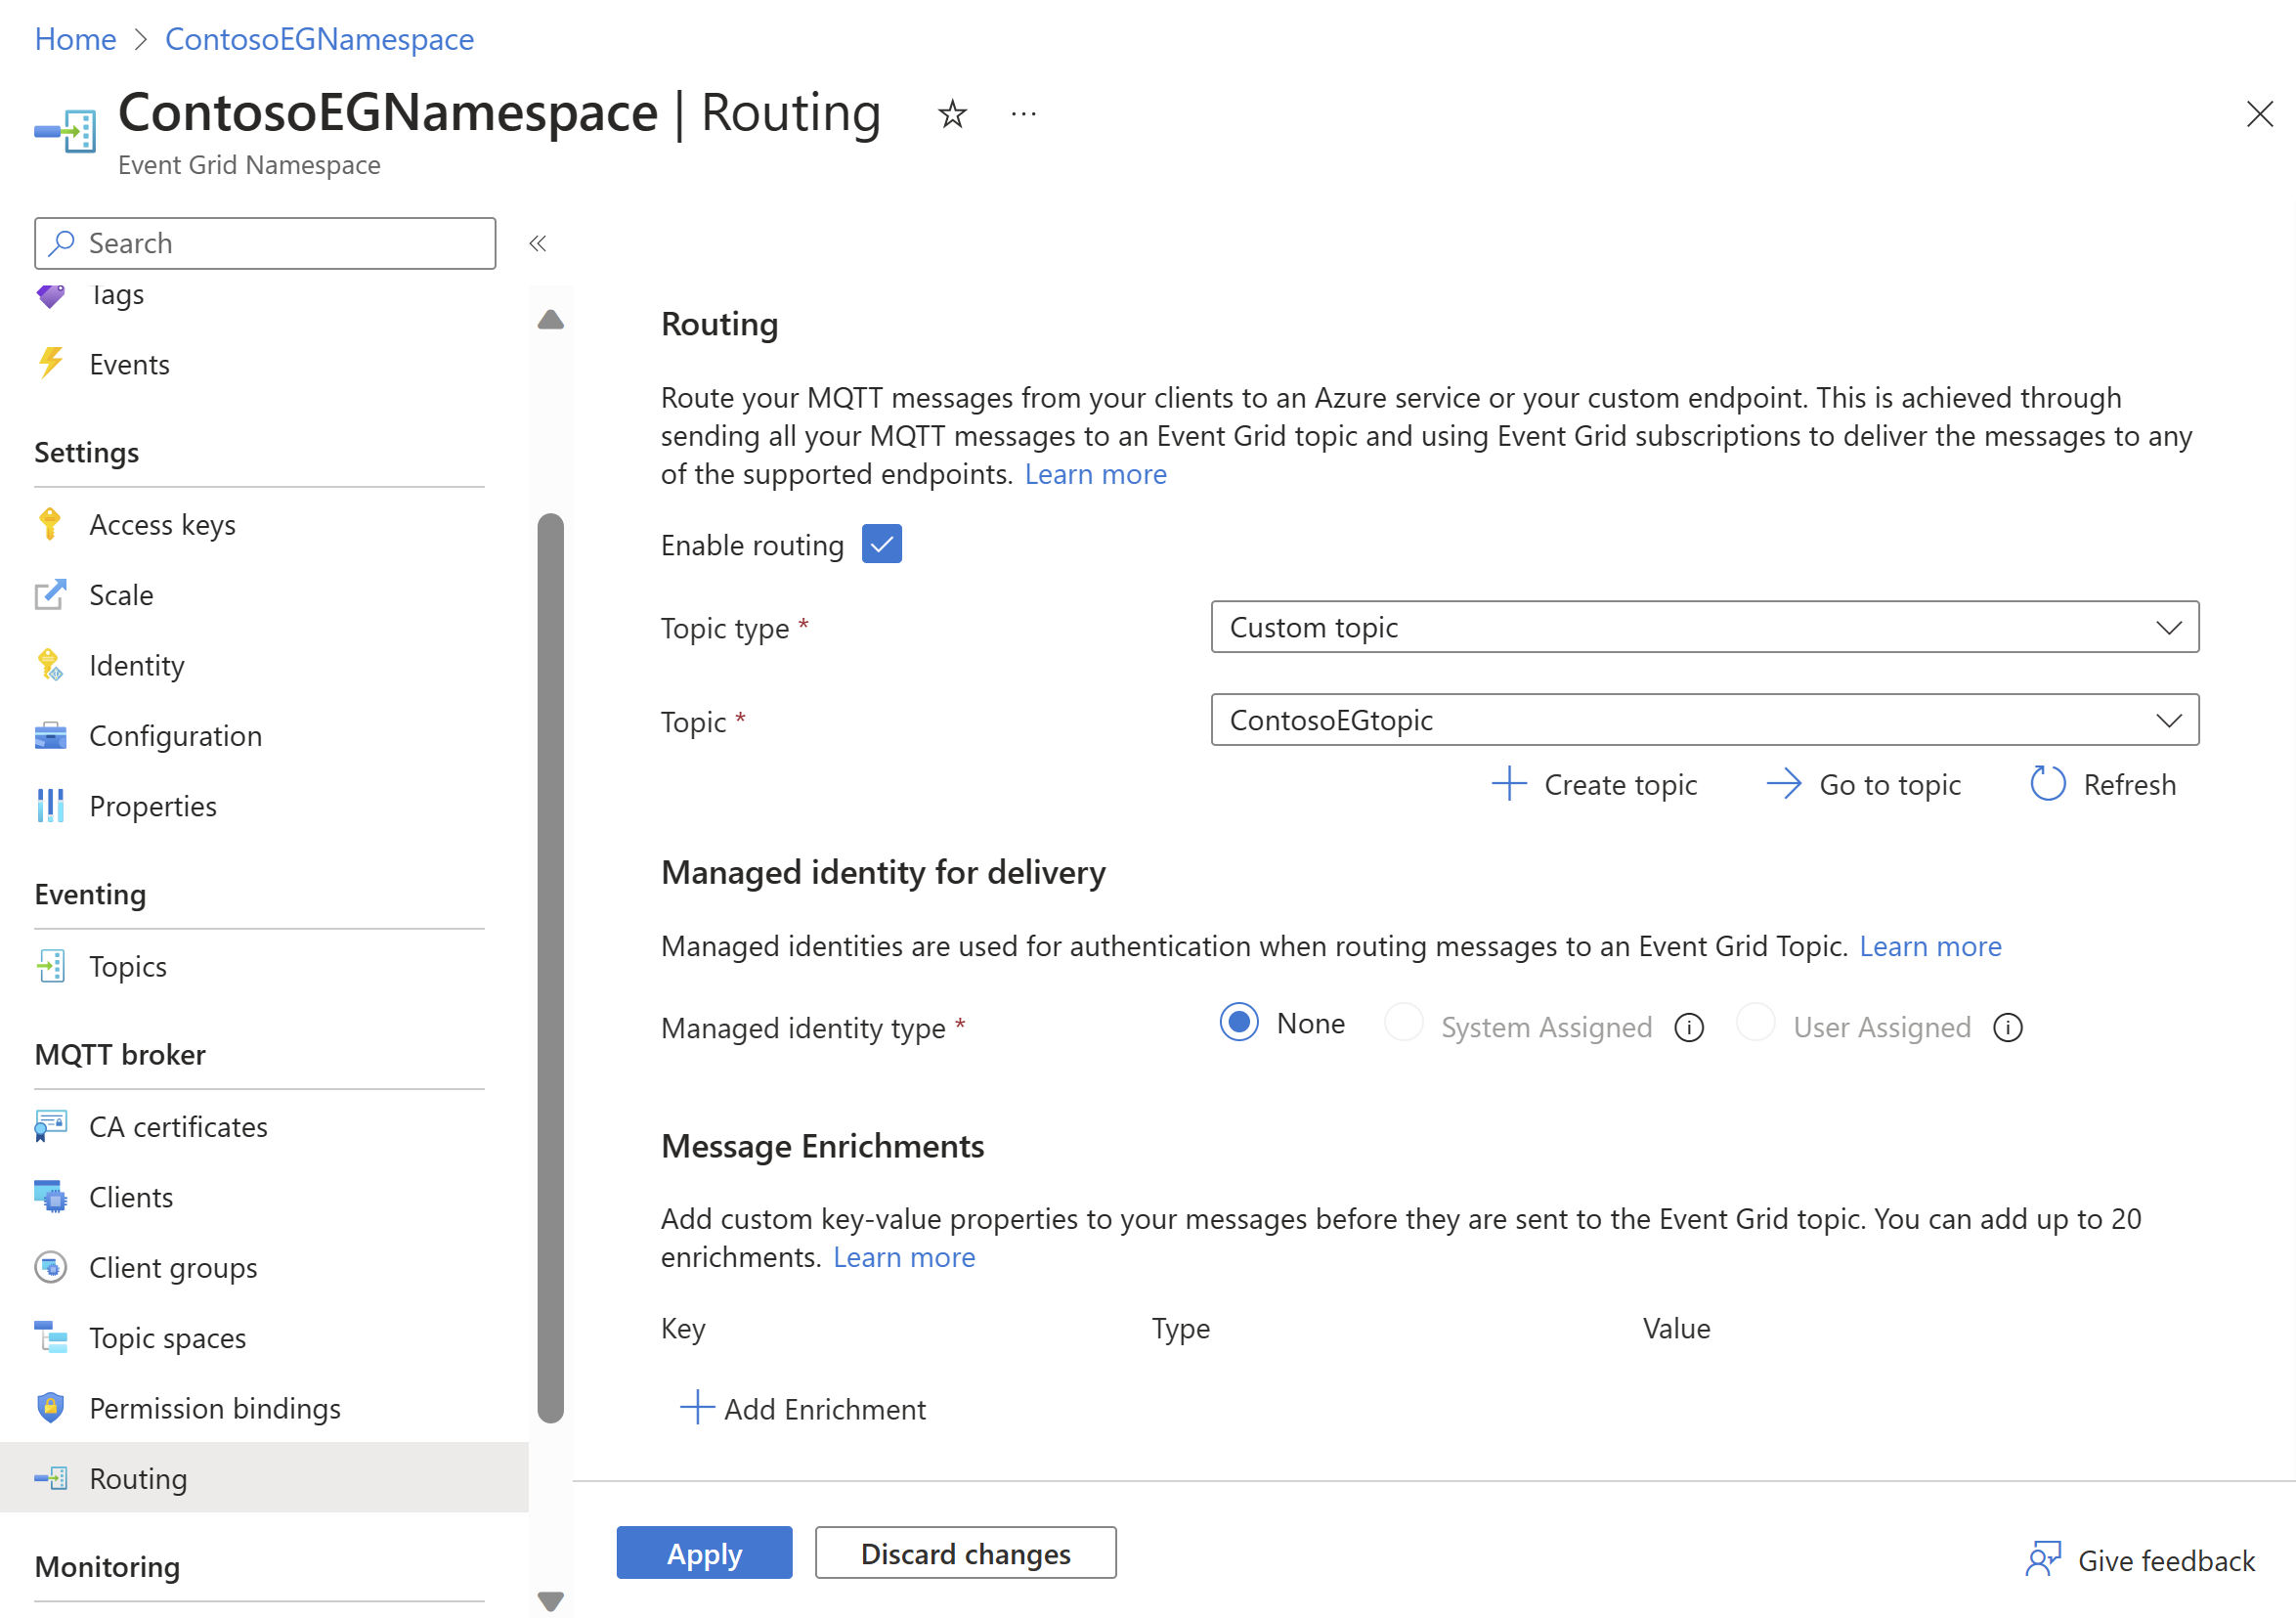 Home > ContosoEGNamespace
ContosoEGNamespace | Routing
Event Grid Namespace
Search
Tags
Events
Settings
Access keys
Scale
Identity
Configuration
Properties
Eventing
Topics
MQTT broker
CA certificates
Clients
Client groups
Topic spaces
Permission bindings
Routing
Monitoring
Routing
Route your MQTT messages from your clients to an Azure service or your custom endpoint. This is achieved through
sending all your MQTT messages to an Event Grid topic and using Event Grid subscriptions to deliver the messages to any
of the supported endpoints. Learn more
Enable routing
Topic type * Custom topic
Topic * ContosoEGtopic
Create topic Go to topic Refresh
Managed identity for delivery
Managed identities are used for authentication when routing messages to an Event Grid Topic. Learn more
Managed identity type * None System Assigned User Assigned
Message Enrichments
Add custom key-value properties to your messages before they are sent to the Event Grid topic. You can add up to 20
enrichments. Learn more
Key Type Value
Add Enrichment
Apply Discard changes Give feedback